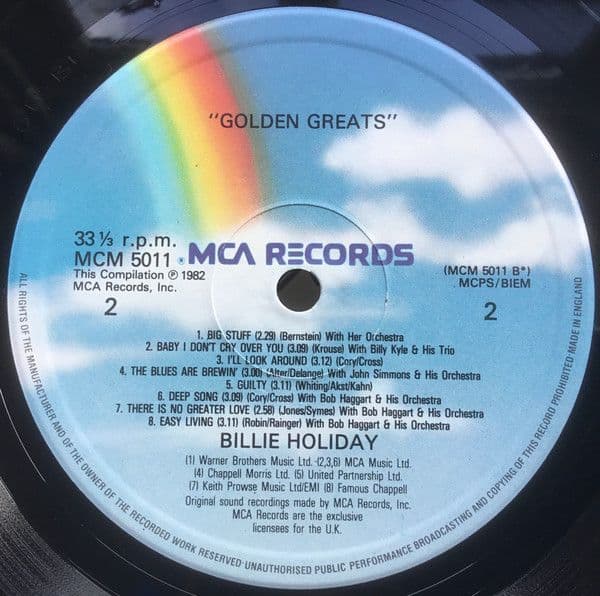 "GOLDEN GREATS"
33⅓ r.p.m.
MCM 5011
This Compilation ℗ 1982
MCA Records, Inc.
2
MCA RECORDS
(MCM 5011 B*)
MCPS/BIEM
2
1. BIG STUFF (2.29) (Bernstein) With Her Orchestra
2. BABY I DON'T CRY OVER YOU (3.09) (Krouse) With Billy Kyle & His Trio
3. I'LL LOOK AROUND (3.12) (Cory/Cross)
4. THE BLUES ARE BREWIN' (3.00) (Alter/Delange) With John Simmons & His Orchestra
5. GUILTY (3.11) (Whiting/Akst/Kahn)
6. DEEP SONG (3.09) (Cory/Cross) With Bob Haggart & His Orchestra
7. THERE IS NO GREATER LOVE (2.58) (Jones/Symes) With Bob Haggart & His Orchestra
8. EASY LIVING (3.11) (Robin/Rainger) With Bob Haggart & His Orchestra
BILLIE HOLIDAY
(1) Warner Brothers Music Ltd. (2,3,6) MCA Music Ltd.
(4) Chappell Morris Ltd. (5) United Partnership Ltd.
(7) Keith Prowse Music Ltd/EMI (8) Famous Chappell
Original sound recordings made by MCA Records, Inc.
MCA Records are the exclusive
licensees for the U.K.
ALL RIGHTS OF THE MANUFACTURER AND OF THE OWNER OF THE RECORDED WORK RESERVED·UNAUTHORISED PUBLIC PERFORMANCE BROADCASTING AND COPYING OF THIS RECORD PROHIBITED MADE IN ENGLAND